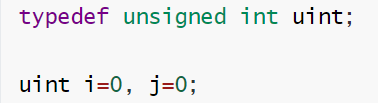 typedef unsigned int uint;
uint i=0, j=0;